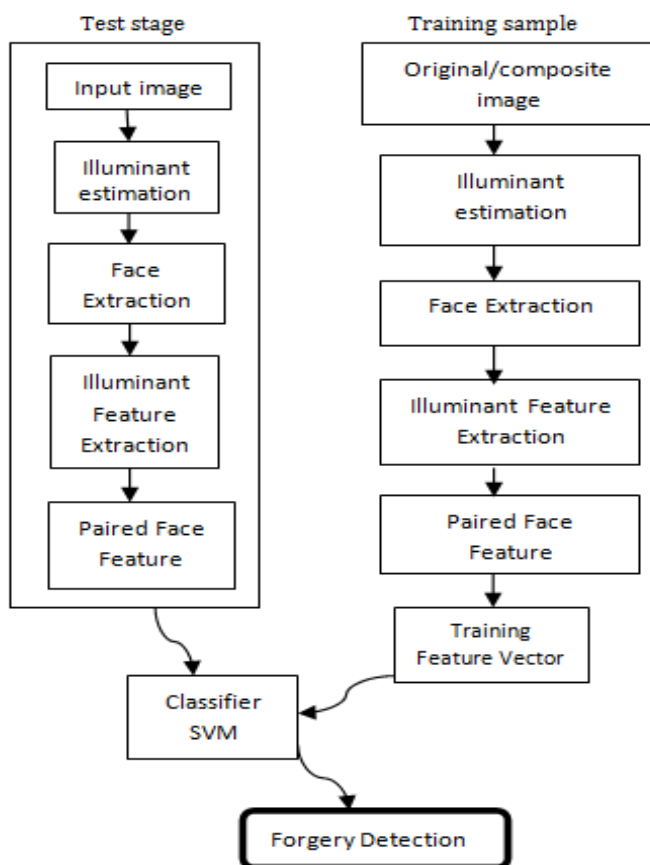 Test stage
Input image
Illuminant
estimation
Face
Extraction
Illuminant
Feature
Extraction
Paired Face
Feature
Training sample
Original/composite
image
Illuminant
estimation
Face Extraction
Illuminant Feature
Extraction
Paired Face
Feature
Training
Feature Vector
Classifier
SVM
Forgery Detection